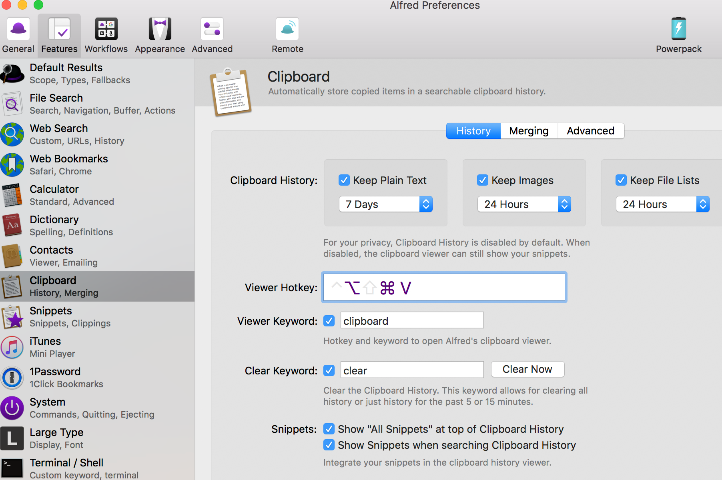 Alfred Preferences
General Features Workflows Appearance Advanced Remote Powerpack
Default Results
Scope, Types, Fallbacks
File Search
Search, Navigation, Buffer, Actions
Web Search
Custom, URLs, History
Web Bookmarks
Safari, Chrome
Calculator
Standard, Advanced
Dictionary
Spelling, Definitions
Contacts
Viewer, Emailing
Clipboard
History, Merging
Snippets
Snippets, Clippings
iTunes
Mini Player
1Password
1Click Bookmarks
System
Commands, Quitting, Ejecting
Large Type
Display, Font
Terminal / Shell
Custom keyword, terminal
Clipboard
Automatically store copied items in a searchable clipboard history.
History Merging Advanced
Clipboard History: Keep Plain Text Keep Images Keep File Lists
7 Days 24 Hours 24 Hours
For your privacy, Clipboard History is disabled by default. When
disabled, the clipboard viewer can still show your snippets.
Viewer Hotkey: ^⌥⇧⌘ V
Viewer Keyword: clipboard
Hotkey and keyword to open Alfred's clipboard viewer.
Clear Keyword: clear Clear Now
Clear the Clipboard History. This keyword allows for clearing all
history or just history for the past 5 or 15 minutes.
Snippets: Show "All Snippets" at top of Clipboard History
Show Snippets when searching Clipboard History
Integrate your snippets in the clipboard history viewer.